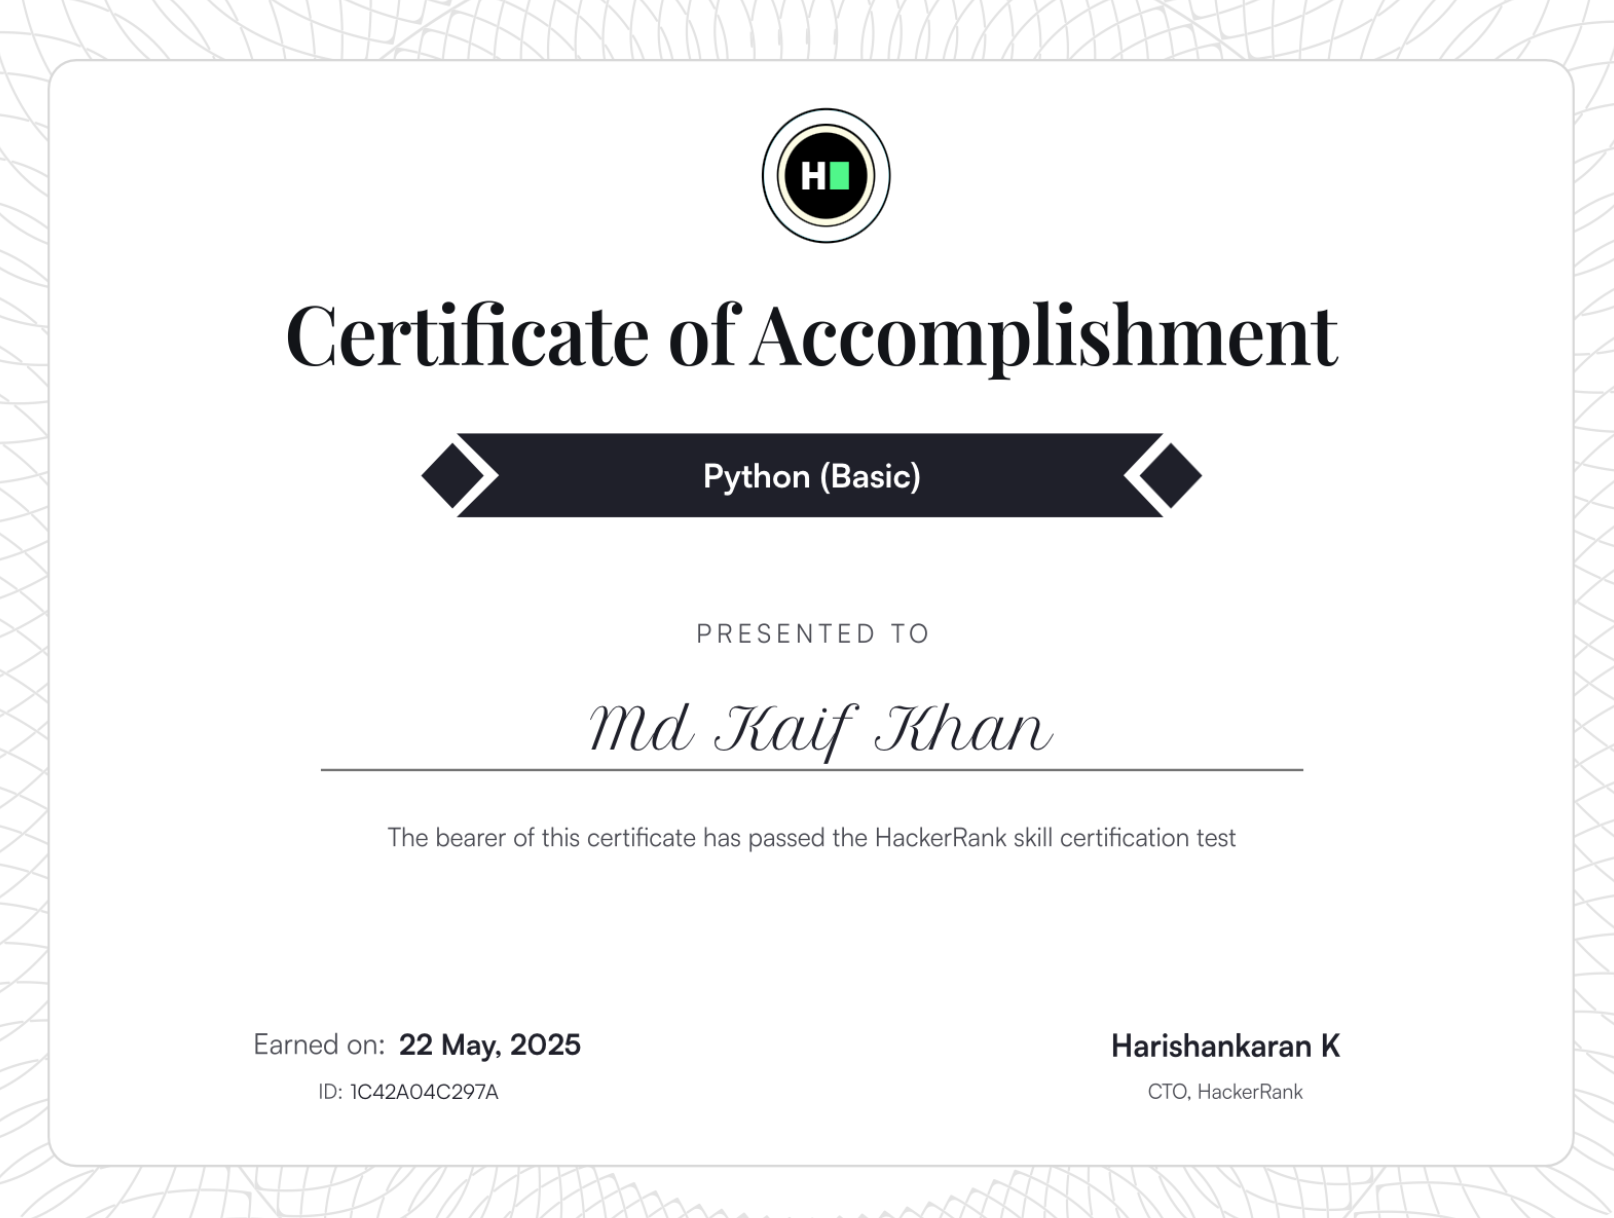 H
Certificate of Accomplishment
Python (Basic)
PRESENTED TO
Md Kaif Khan
The bearer of this certificate has passed the HackerRank skill certification test
Earned on: 22 May, 2025
ID: 1C42A04C297A
Harishankaran K
CTO, HackerRank